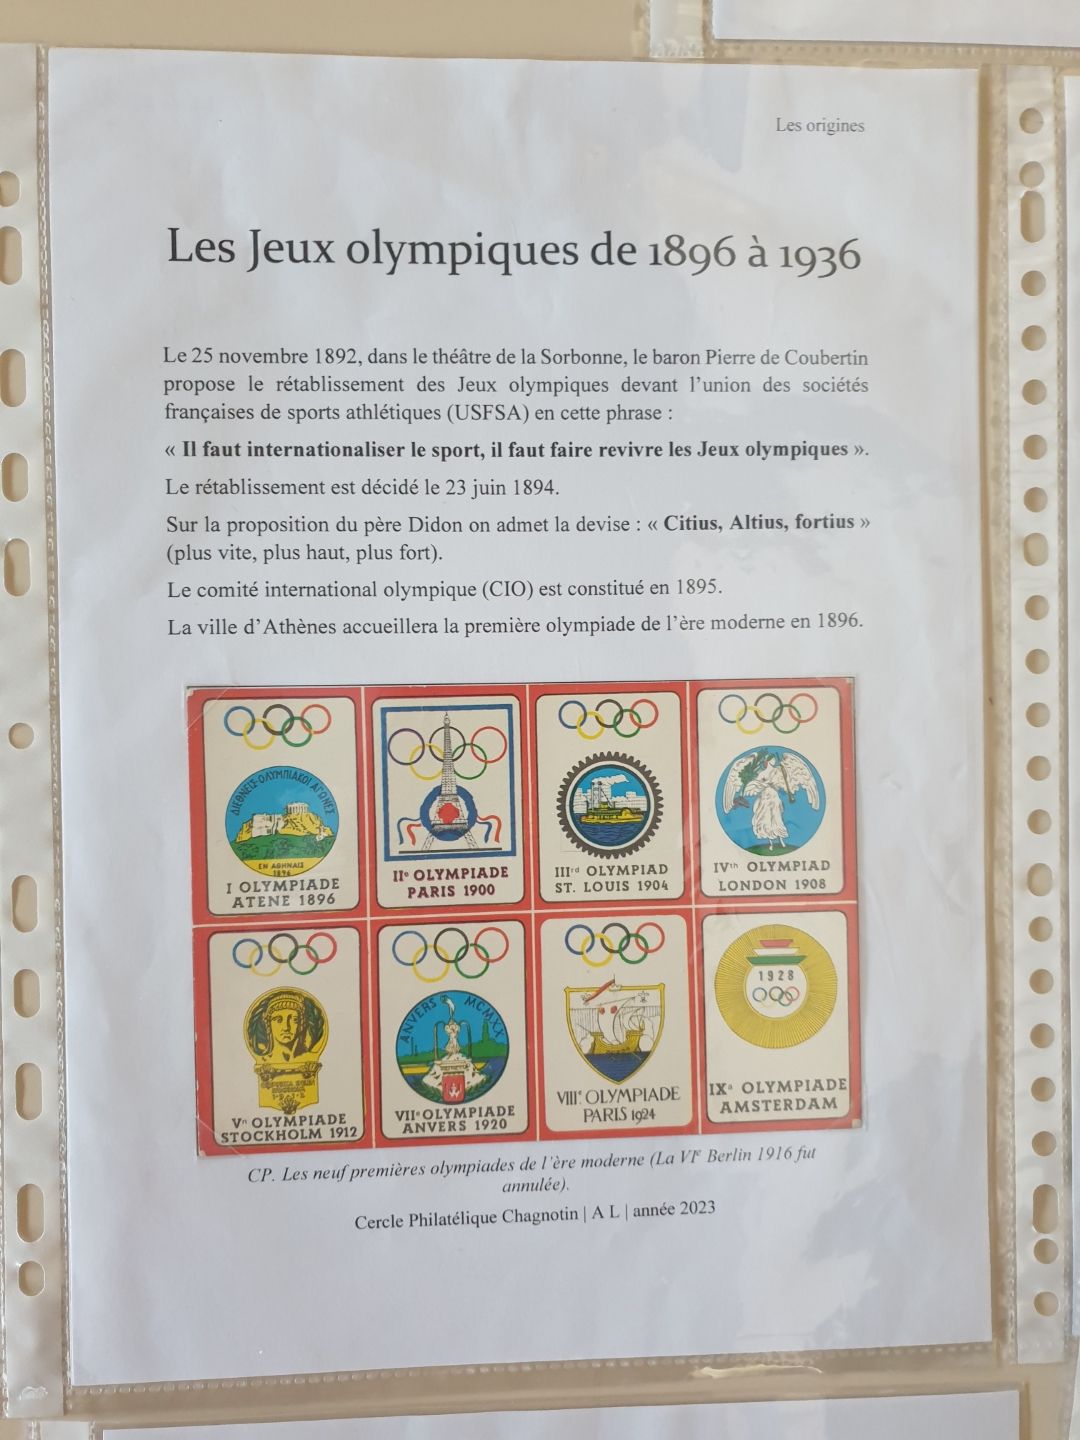 Les origines
Les Jeux olympiques de 1896 à 1936
Le 25 novembre 1892, dans le théâtre de la Sorbonne, le baron Pierre de Coubertin
propose le rétablissement des Jeux olympiques devant l'union des sociétés
françaises de sports athlétiques (USFSA) en cette phrase :
« Il faut internationaliser le sport, il faut faire revivre les Jeux olympiques ».
Le rétablissement est décidé le 23 juin 1894.
Sur la proposition du père Didon on admet la devise : « Citius, Altius, fortius »
(plus vite, plus haut, plus fort).
Le comité international olympique (CIO) est constitué en 1895.
La ville d'Athènes accueillera la première olympiade de l'ère moderne en 1896.
ΔΙΕΘΝΕΙΣ·ΟΛΥΜΠΙΑΚΟΙ ΑΓΩΝΕΣ
ΕΝ ΑΘΗΝΑΙΣ
1896
I OLYMPIADE
ATENE 1896
IIe OLYMPIADE
PARIS 1900
IIIrd OLYMPIAD
ST. LOUIS 1904
IVth OLYMPIAD
LONDON 1908
Vn OLYMPIADE
STOCKHOLM 1912
ANVERS MCMXX
VIIe OLYMPIADE
ANVERS 1920
VIIIe OLYMPIADE
PARIS 1924
1928
IXa OLYMPIADE
AMSTERDAM
CP. Les neuf premières olympiades de l'ère moderne (La VIe Berlin 1916 fut
annulée).
Cercle Philatélique Chagnotin | A L | année 2023